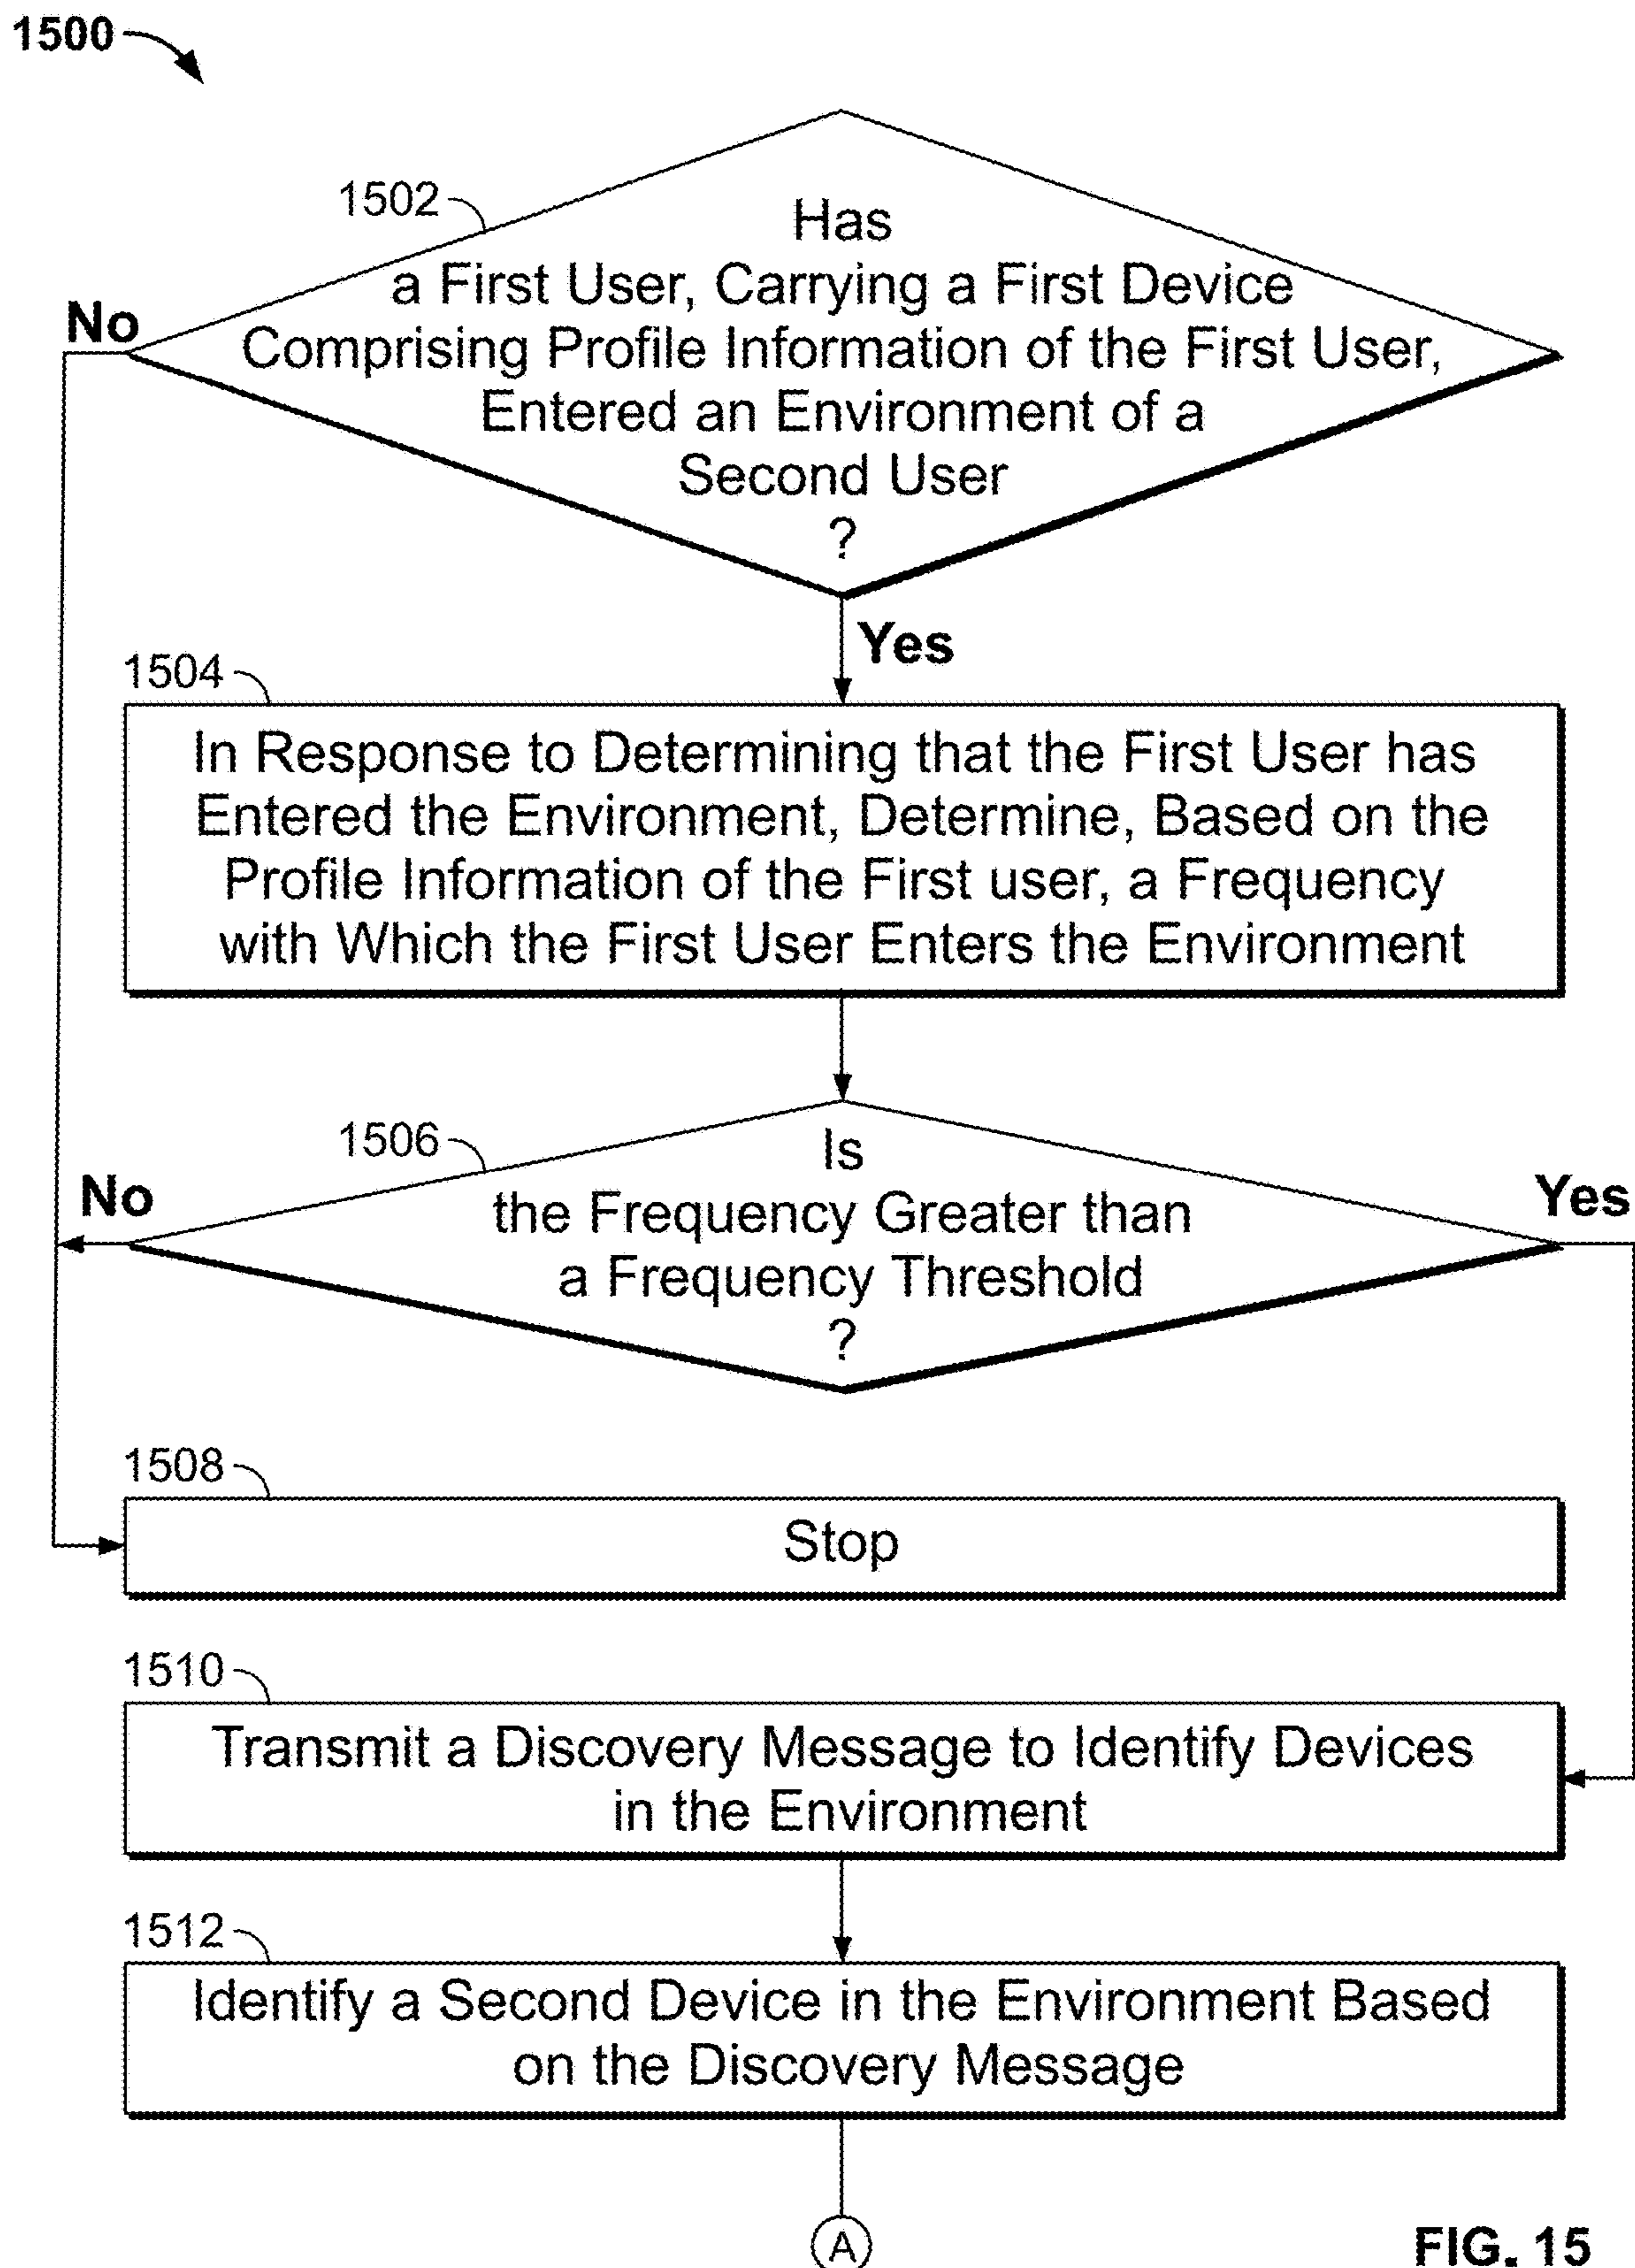 1500
1502
Has
a First User, Carrying a First Device
Comprising Profile Information of the First User,
Entered an Environment of a
Second User
?
No
Yes
1504
In Response to Determining that the First User has
Entered the Environment, Determine, Based on the
Profile Information of the First user, a Frequency
with Which the First User Enters the Environment
1506
Is
the Frequency Greater than
a Frequency Threshold
?
No
Yes
1508
Stop
1510
Transmit a Discovery Message to Identify Devices
in the Environment
1512
Identify a Second Device in the Environment Based
on the Discovery Message
A
FIG. 15